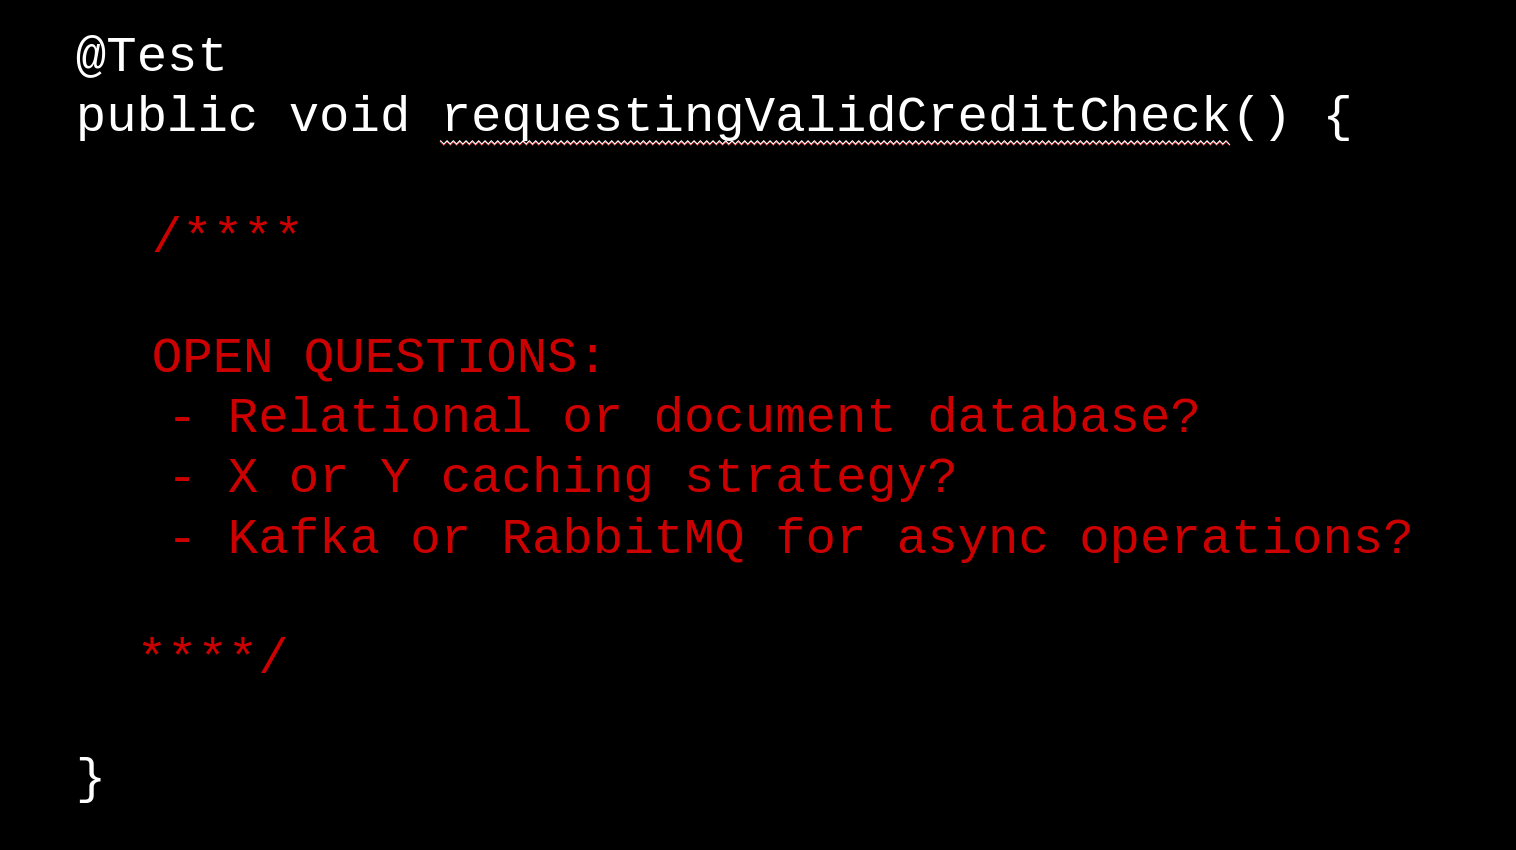 @Test
public void requestingValidCreditCheck() {
/****
OPEN QUESTIONS:
- Relational or document database?
- X or Y caching strategy?
- Kafka or RabbitMQ for async operations?
****/
}